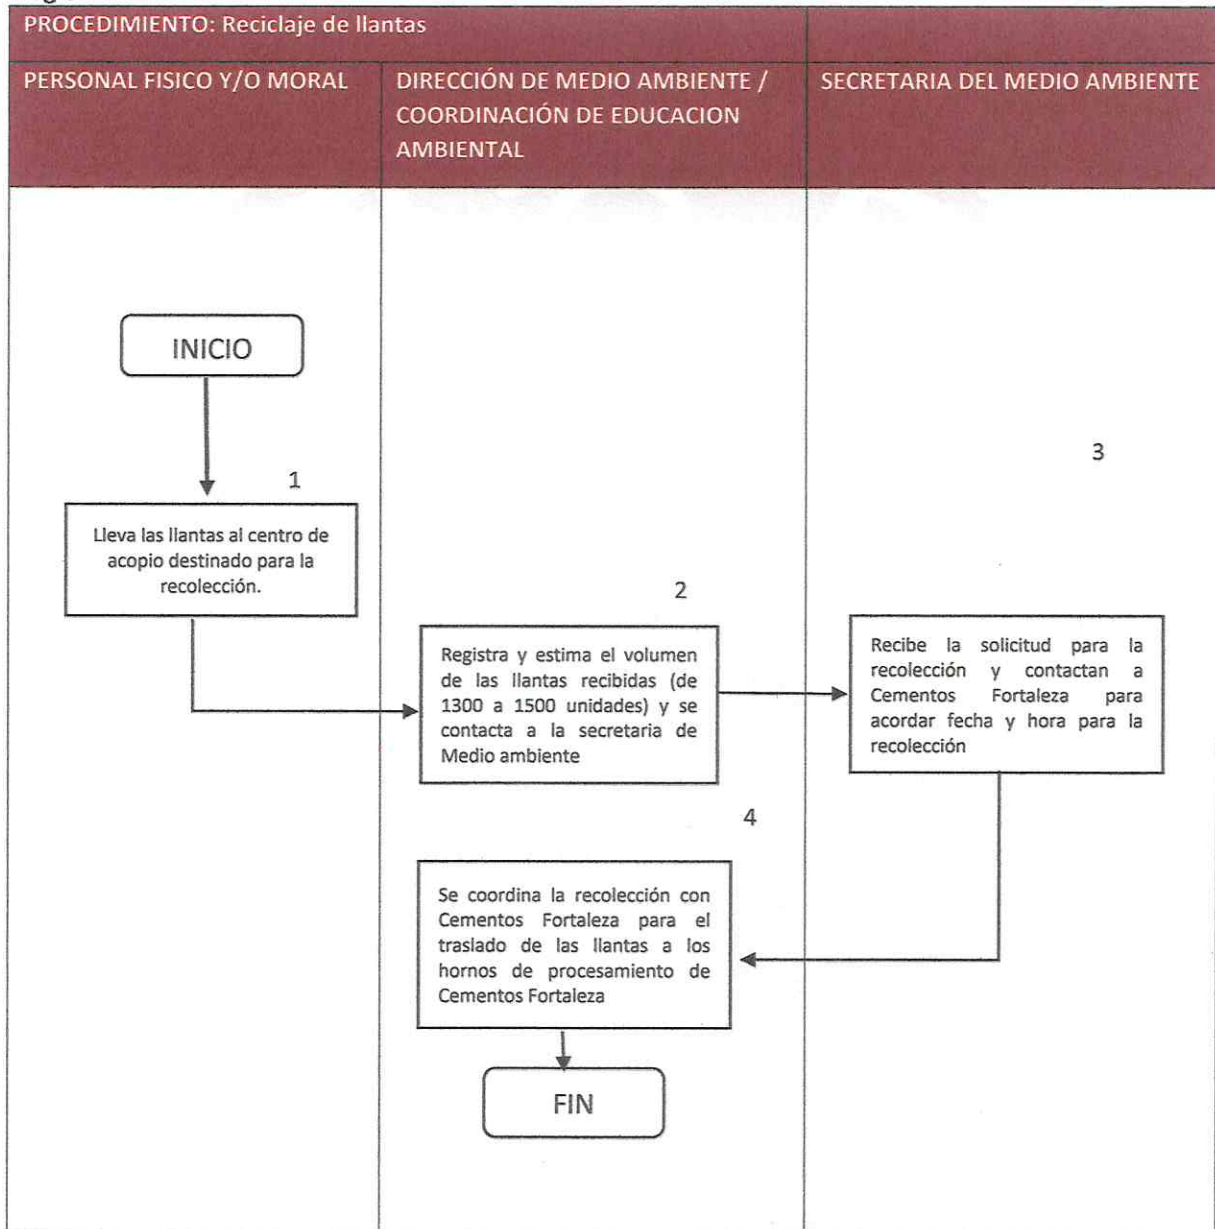 PROCEDIMIENTO: Reciclaje de llantas
PERSONAL FISICO Y/O MORAL
DIRECCIÓN DE MEDIO AMBIENTE /
COORDINACIÓN DE EDUCACION
AMBIENTAL
SECRETARIA DEL MEDIO AMBIENTE
INICIO
1
Lleva las llantas al centro de
acopio destinado para la
recolección.
2
Registra y estima el volumen
de las llantas recibidas (de
1300 a 1500 unidades) y se
contacta a la secretaria de
Medio ambiente
3
Recibe la solicitud para la
recolección y contactan a
Cementos Fortaleza para
acordar fecha y hora para la
recolección
4
Se coordina la recolección con
Cementos Fortaleza para el
traslado de las llantas a los
hornos de procesamiento de
Cementos Fortaleza
FIN